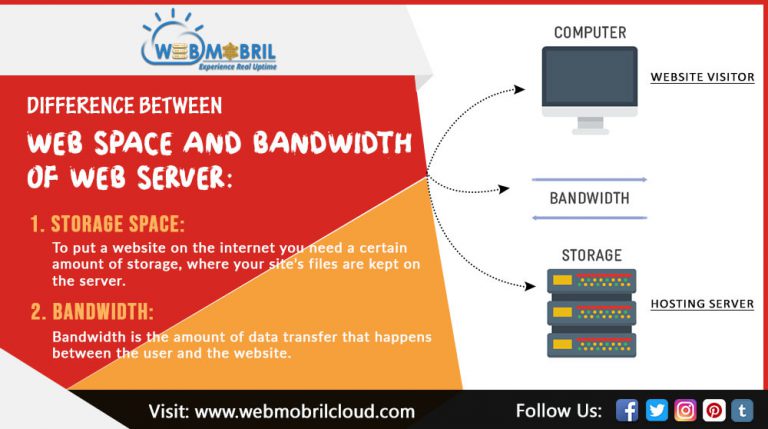 WEBMOBRIL
Experience Real Uptime
DIFFERENCE BETWEEN
WEB SPACE AND BANDWIDTH
OF WEB SERVER:
1. STORAGE SPACE:
To put a website on the internet you need a certain
amount of storage, where your site's files are kept on
the server.
2. BANDWIDTH:
Bandwidth is the amount of data transfer that happens
between the user and the website.
COMPUTER
WEBSITE VISITOR
BANDWIDTH
STORAGE
HOSTING SERVER
Visit: www.webmobrilcloud.com
Follow Us: